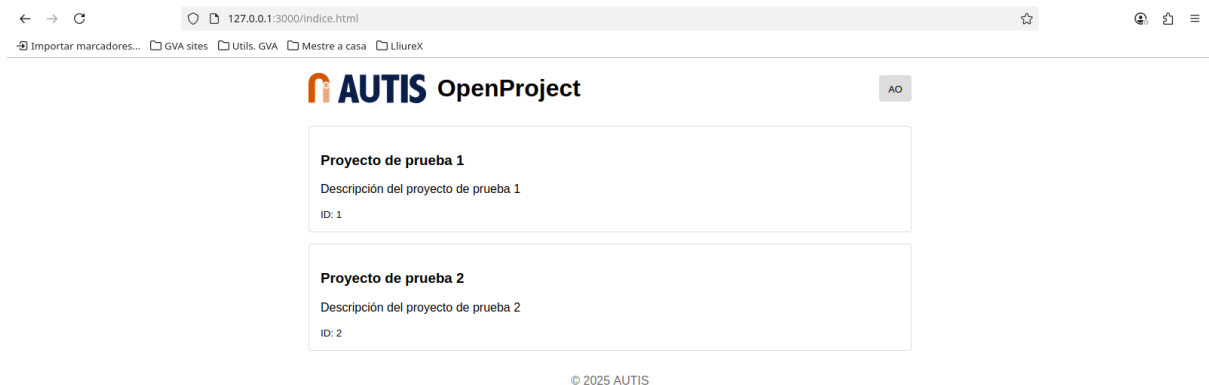 127.0.0.1:3000/indice.html
Importar marcadores... GVA sites Utils. GVA Mestre a casa LliureX
AUTIS OpenProject AO
Proyecto de prueba 1
Descripción del proyecto de prueba 1
ID: 1
Proyecto de prueba 2
Descripción del proyecto de prueba 2
ID: 2
© 2025 AUTIS